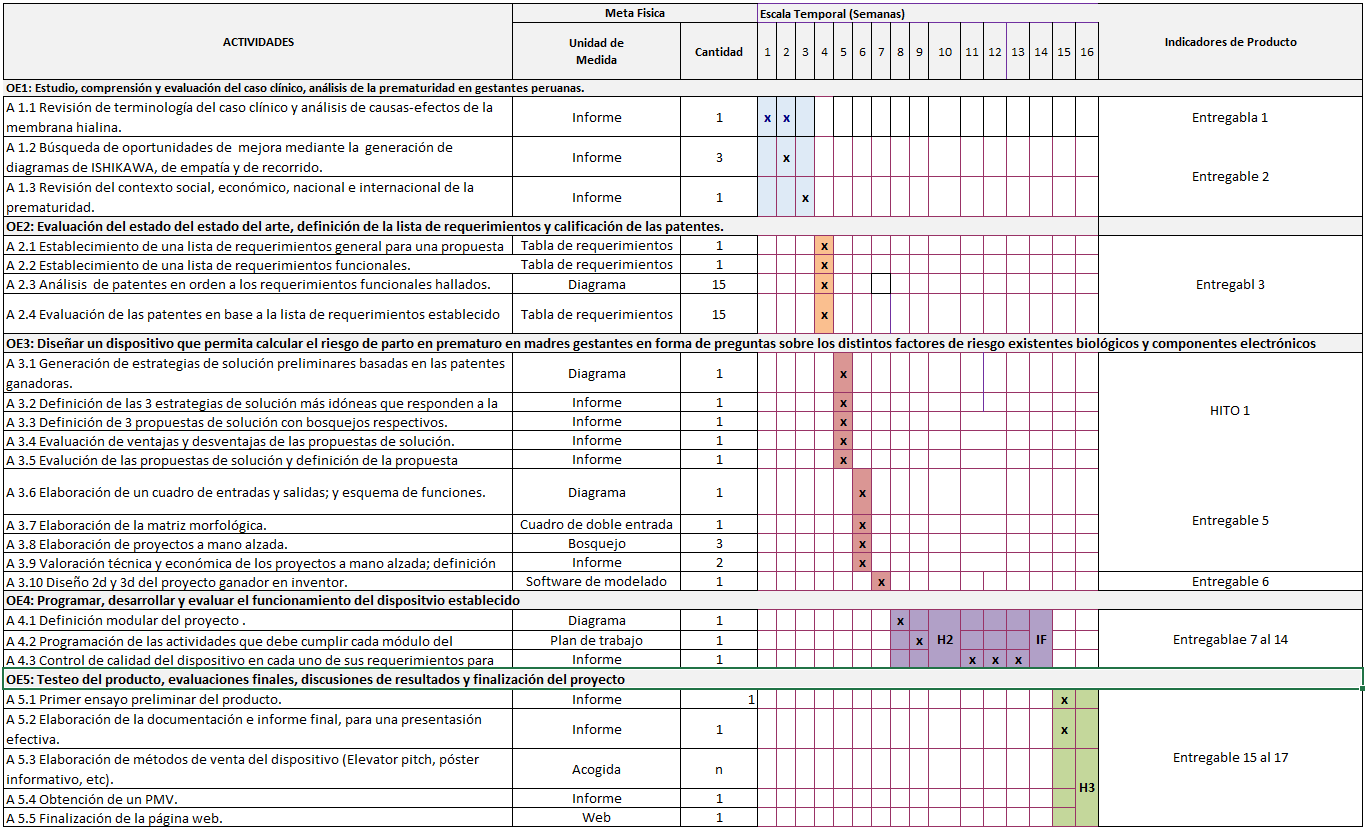 ACTIVIDADES
Meta Fisica
Escala Temporal (Semanas)
Indicadores de Producto
Unidad de
Medida
Cantidad
1 2 3 4 5 6 7 8 9 10 11 12 13 14 15 16
OE1: Estudio, comprensión y evaluación del caso clínico, análisis de la prematuridad en gestantes peruanas.
A 1.1 Revisión de terminología del caso clínico y análisis de causas-efectos de la
membrana hialina.
Informe 1 x x
Entregabla 1
A 1.2 Búsqueda de oportunidades de mejora mediante la generación de
diagramas de ISHIKAWA, de empatía y de recorrido.
Informe 3 x
Entregable 2
A 1.3 Revisión del contexto social, económico, nacional e internacional de la
prematuridad.
Informe 1 x
OE2: Evaluación del estado del estado del arte, definición de la lista de requerimientos y calificación de las patentes.
A 2.1 Establecimiento de una lista de requerimientos general para una propuesta Tabla de requerimientos 1 x
A 2.2 Establecimiento de una lista de requerimientos funcionales. Tabla de requerimientos 1 x
A 2.3 Análisis de patentes en orden a los requerimientos funcionales hallados. Diagrama 15 x Entregabl 3
A 2.4 Evaluación de las patentes en base a la lista de requerimientos establecido Tabla de requerimientos 15 x
OE3: Diseñar un dispositivo que permita calcular el riesgo de parto en prematuro en madres gestantes en forma de preguntas sobre los distintos factores de riesgo existentes biológicos y componentes electrónicos
A 3.1 Generación de estrategias de solución preliminares basadas en las patentes
ganadoras.
Diagrama 1 x
A 3.2 Definición de las 3 estrategias de solución más idóneas que responden a la Informe 1 x
HITO 1
A 3.3 Definición de 3 propuestas de solución con bosquejos respectivos. Informe 1 x
A 3.4 Evaluación de ventajas y desventajas de las propuestas de solución. Informe 1 x
A 3.5 Evalución de las propuestas de solución y definición de la propuesta Informe 1 x
A 3.6 Elaboración de un cuadro de entradas y salidas; y esquema de funciones. Diagrama 1 x
A 3.7 Elaboración de la matriz morfológica. Cuadro de doble entrada 1 x Entregable 5
A 3.8 Elaboración de proyectos a mano alzada. Bosquejo 3 x
A 3.9 Valoración técnica y económica de los proyectos a mano alzada; definición Informe 2 x
A 3.10 Diseño 2d y 3d del proyecto ganador en inventor. Software de modelado 1 x Entregable 6
OE4: Programar, desarrollar y evaluar el funcionamiento del dispositvio establecido
A 4.1 Definición modular del proyecto . Diagrama 1 x
A 4.2 Programación de las actividades que debe cumplir cada módulo del Plan de trabajo 1 x H2 IF Entregablae 7 al 14
A 4.3 Control de calidad del dispositivo en cada uno de sus requerimientos para Informe 1 x x x
OE5: Testeo del producto, evaluaciones finales, discusiones de resultados y finalización del proyecto
A 5.1 Primer ensayo preliminar del producto. Informe 1 x
A 5.2 Elaboración de la documentación e informe final, para una presentasión
efectiva.
Informe 1 x
A 5.3 Elaboración de métodos de venta del dispositivo (Elevator pitch, póster
informativo, etc).
Acogida n
Entregable 15 al 17
H3
A 5.4 Obtención de un PMV. Informe 1
A 5.5 Finalización de la página web. Web 1